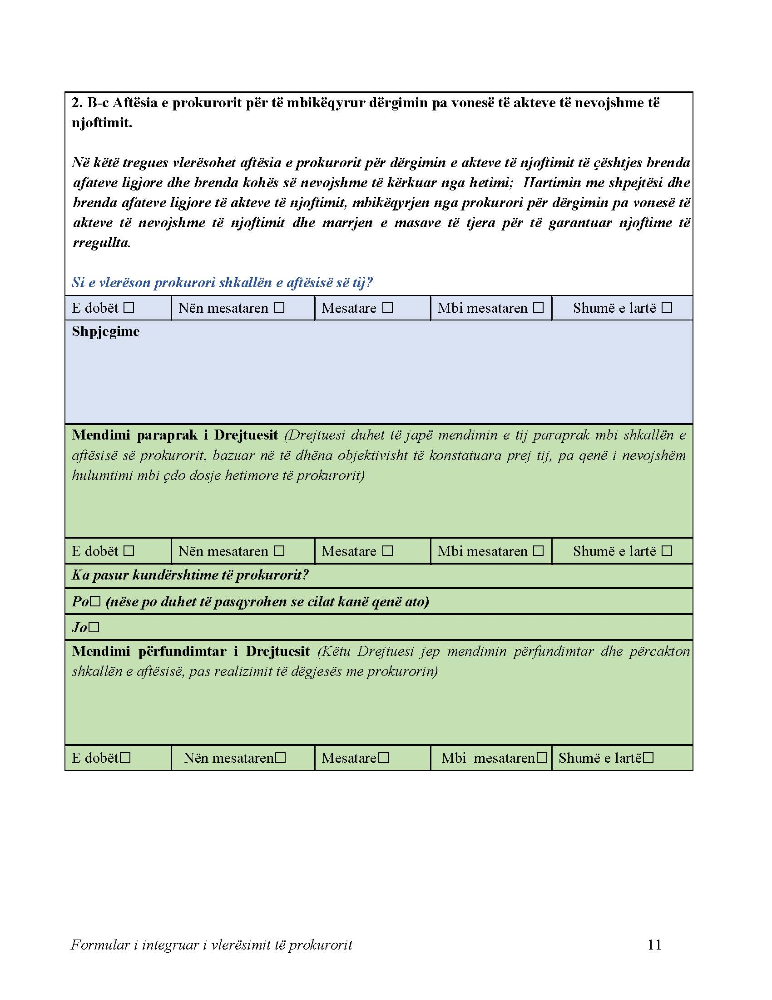 2. B-c Aftësia e prokurorit për të mbikëqyrur dërgimin pa vonesë të akteve të nevojshme të
njoftimit.
Në këtë tregues vlerësohet aftësia e prokurorit për dërgimin e akteve të njoftimit të çështjes brenda
afateve ligjore dhe brenda kohës së nevojshme të kërkuar nga hetimi; Hartimin me shpejtësi dhe
brenda afateve ligjore të akteve të njoftimit, mbikëqyrjen nga prokurori për dërgimin pa vonesë të
akteve të nevojshme të njoftimit dhe marrjen e masave të tjera për të garantuar njoftime të
rregullta.
Si e vlerëson prokurori shkallën e aftësisë së tij?
E dobët ☐ Nën mesataren ☐ Mesatare ☐ Mbi mesataren ☐ Shumë e lartë ☐
Shpjegime
Mendimi paraprak i Drejtuesit (Drejtuesi duhet të japë mendimin e tij paraprak mbi shkallën e
aftësisë së prokurorit, bazuar në të dhëna objektivisht të konstatuara prej tij, pa qenë i nevojshëm
hulumtimi mbi çdo dosje hetimore të prokurorit)
E dobët ☐ Nën mesataren ☐ Mesatare ☐ Mbi mesataren ☐ Shumë e lartë ☐
Ka pasur kundërshtime të prokurorit?
Po☐ (nëse po duhet të pasqyrohen se cilat kanë qenë ato)
Jo☐
Mendimi përfundimtar i Drejtuesit (Këtu Drejtuesi jep mendimin përfundimtar dhe përcakton
shkallën e aftësisë, pas realizimit të dëgjesës me prokurorin)
E dobët☐ Nën mesataren☐ Mesatare☐ Mbi mesataren☐ Shumë e lartë☐
Formular i integruar i vlerësimit të prokurorit 11